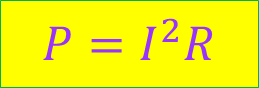 P = I²R